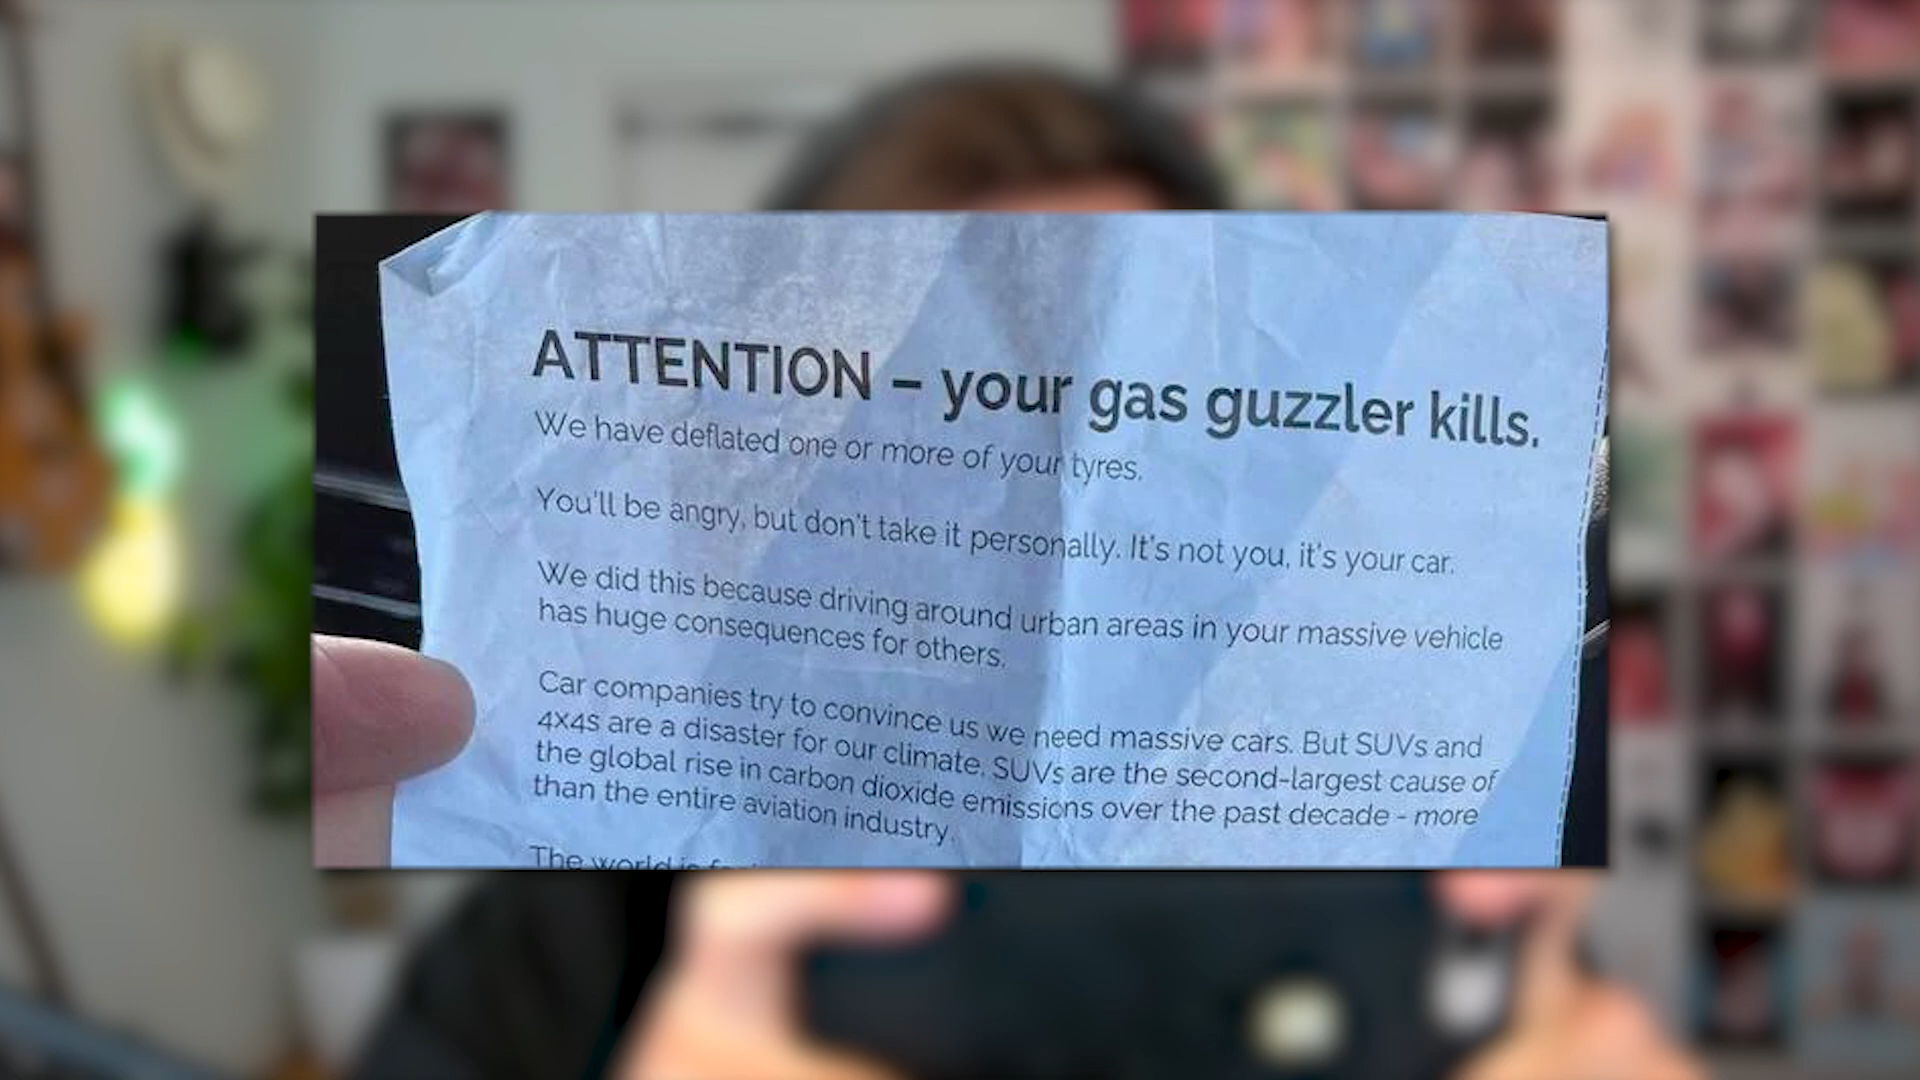 ATTENTION – your gas guzzler kills.
We have deflated one or more of your tyres.
You'll be angry, but don't take it personally. It's not you, it's your car.
We did this because driving around urban areas in your massive vehicle
has huge consequences for others.
Car companies try to convince us we need massive cars. But SUVs and
4x4s are a disaster for our climate. SUVs are the second-largest cause of
the global rise in carbon dioxide emissions over the past decade - more
than the entire aviation industry.
The world is